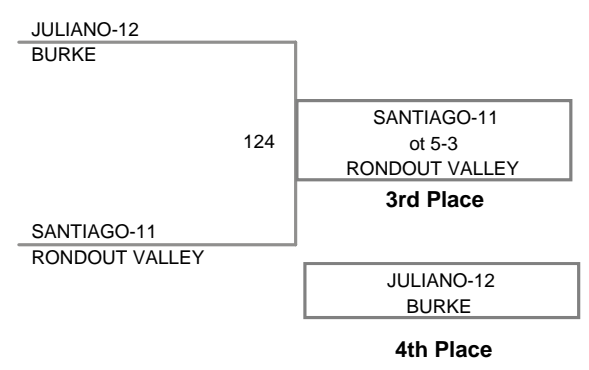 JULIANO-12
BURKE
124
SANTIAGO-11
ot 5-3
RONDOUT VALLEY
3rd Place
SANTIAGO-11
RONDOUT VALLEY
JULIANO-12
BURKE
4th Place